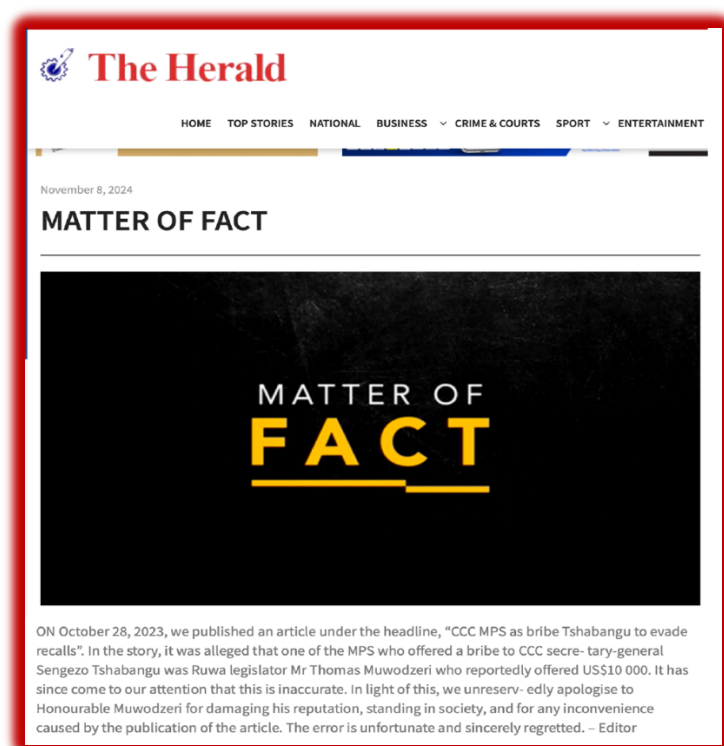 The Herald
HOME TOP STORIES NATIONAL BUSINESS CRIME & COURTS SPORT ENTERTAINMENT
November 8, 2024
MATTER OF FACT
MATTER OF
FACT
ON October 28, 2023, we published an article under the headline, “CCC MPS as bribe Tshabangu to evade
recalls”. In the story, it was alleged that one of the MPS who offered a bribe to CCC secre- tary-general
Sengezo Tshabangu was Ruwa legislator Mr Thomas Muwodzeri who reportedly offered US$10 000. It has
since come to our attention that this is inaccurate. In light of this, we unreserv- edly apologise to
Honourable Muwodzeri for damaging his reputation, standing in society, and for any inconvenience
caused by the publication of the article. The error is unfortunate and sincerely regretted. – Editor